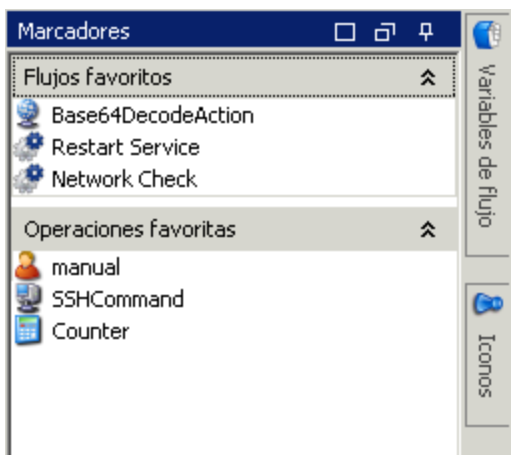 Marcadores
Flujos favoritos
Base64DecodeAction
Restart Service
Network Check
Operaciones favoritas
manual
SSHCommand
Counter
Variables de flujo
Iconos